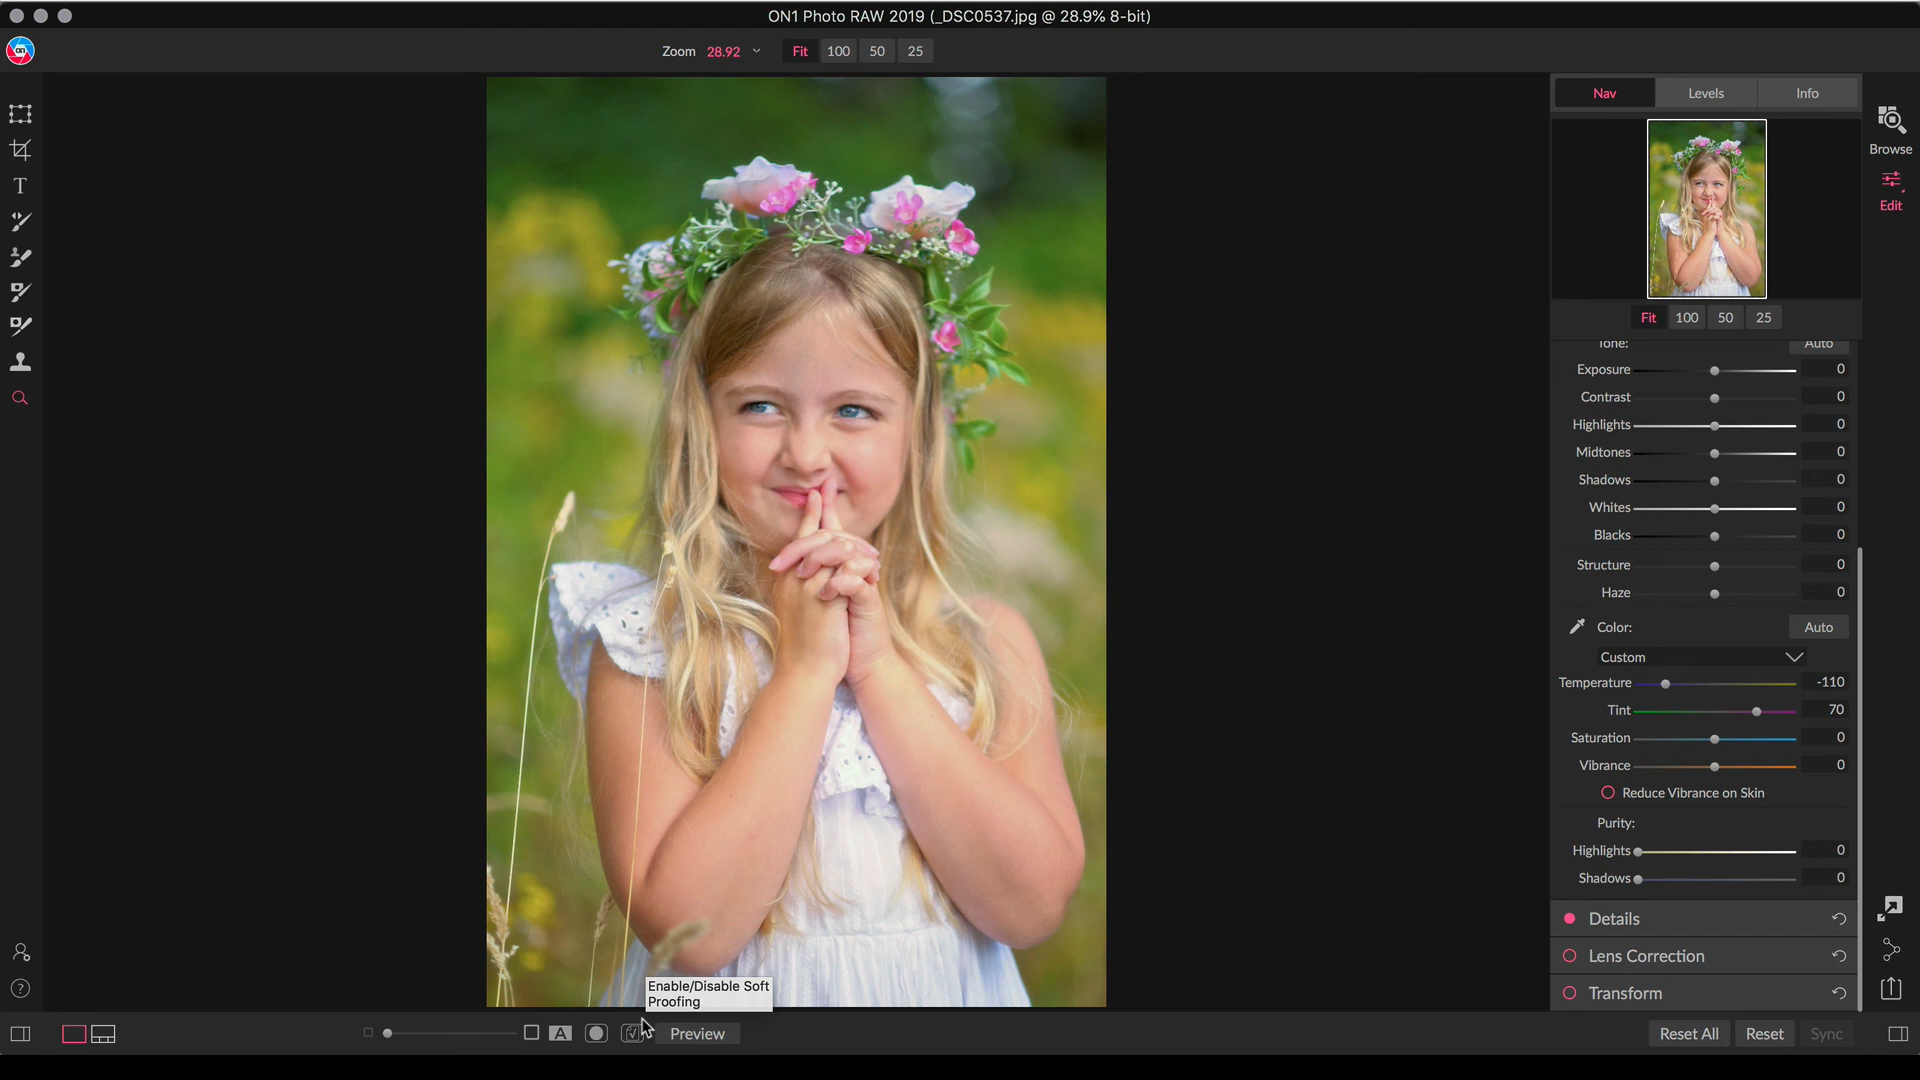 ON1 Photo RAW 2019 (_DSC0537.jpg @ 28.9% 8-bit)
ON
Zoom 28.92 Fit 100 50 25
Nav Levels Info
Browse
Edit
T
Fit 100 50 25
Tone: Auto
Exposure 0
Contrast 0
Highlights 0
Midtones 0
Shadows 0
Whites 0
Blacks 0
Structure 0
Haze 0
Color: Auto
Custom
Temperature -110
Tint 70
Saturation 0
Vibrance 0
Reduce Vibrance on Skin
Purity:
Highlights 0
Shadows 0
Details
Lens Correction
Transform
?
Enable/Disable Soft
Proofing
A Preview
Reset All Reset Sync